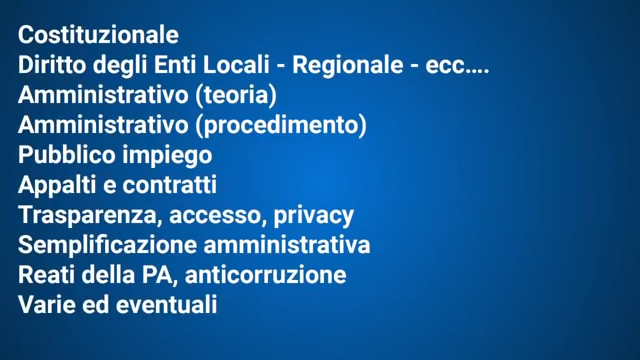 Costituzionale
Diritto degli Enti Locali - Regionale - ecc....
Amministrativo (teoria)
Amministrativo (procedimento)
Pubblico impiego
Appalti e contratti
Trasparenza, accesso, privacy
Semplificazione amministrativa
Reati della PA, anticorruzione
Varie ed eventuali